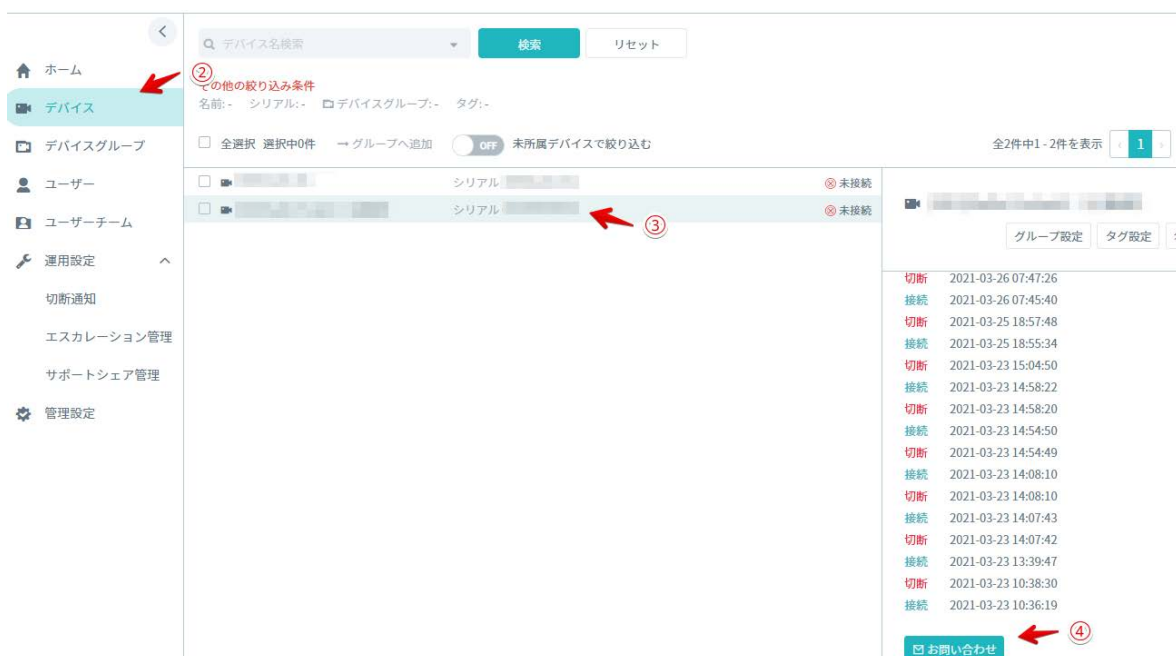 デバイス名検索
検索
リセット
ホーム
②
その他の絞り込み条件
名前: - シリアル: - デバイスグループ: - タグ: -
デバイス
デバイスグループ
全選択 選択中0件 → グループへ追加 OFF 未所属デバイスで絞り込む
全2件中1 - 2件を表示 ‹ 1 ›
ユーザー
シリアル
未接続
シリアル
未接続
③
ユーザーチーム
運用設定
切断通知
エスカレーション管理
サポートシェア管理
管理設定
グループ設定 タグ設定
切断 2021-03-26 07:47:26
接続 2021-03-26 07:45:40
切断 2021-03-25 18:57:48
接続 2021-03-25 18:55:34
切断 2021-03-23 15:04:50
接続 2021-03-23 14:58:22
切断 2021-03-23 14:58:20
接続 2021-03-23 14:54:50
切断 2021-03-23 14:54:49
接続 2021-03-23 14:08:10
切断 2021-03-23 14:08:10
接続 2021-03-23 14:07:43
切断 2021-03-23 14:07:42
接続 2021-03-23 13:39:47
切断 2021-03-23 10:38:30
接続 2021-03-23 10:36:19
④
お問い合わせ